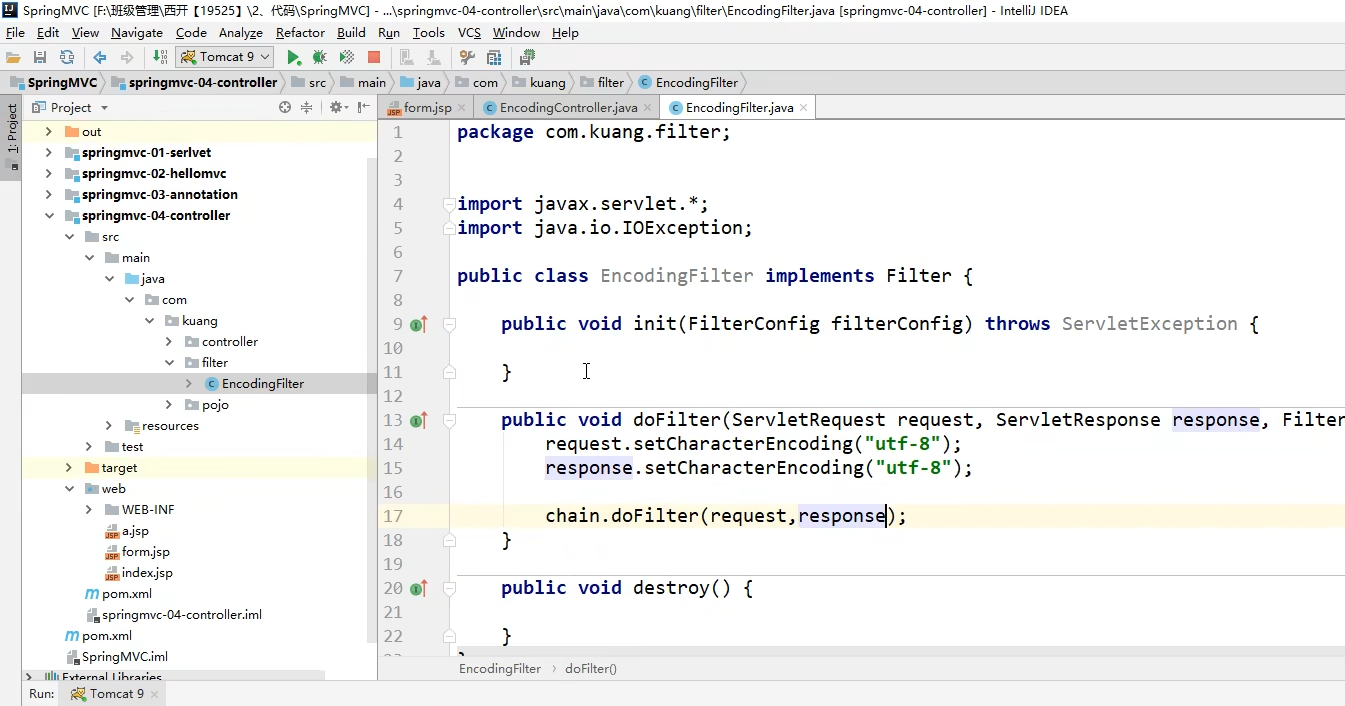 SpringMVC [F:\班级管理\西开【19525】\2、代码\SpringMVC] - ...\springmvc-04-controller\src\main\java\com\kuang\filter\EncodingFilter.java [springmvc-04-controller] - IntelliJ IDEA
File Edit View Navigate Code Analyze Refactor Build Run Tools VCS Window Help
Tomcat 9
SpringMVC springmvc-04-controller src main java com kuang filter EncodingFilter
1: Project
Project
out
springmvc-01-serlvet
springmvc-02-hellomvc
springmvc-03-annotation
springmvc-04-controller
src
main
java
com
kuang
controller
filter
EncodingFilter
pojo
resources
test
target
web
WEB-INF
a.jsp
form.jsp
index.jsp
pom.xml
springmvc-04-controller.iml
pom.xml
SpringMVC.iml
External Libraries
form.jsp EncodingController.java EncodingFilter.java
1 package com.kuang.filter;
2
3
4 import javax.servlet.*;
5 import java.io.IOException;
6
7 public class EncodingFilter implements Filter {
8
9 public void init(FilterConfig filterConfig) throws ServletException {
10
11 }
12
13 public void doFilter(ServletRequest request, ServletResponse response, Filter
14 request.setCharacterEncoding("utf-8");
15 response.setCharacterEncoding("utf-8");
16
17 chain.doFilter(request,response);
18 }
19
20 public void destroy() {
21
22 }
EncodingFilter › doFilter()
Run: Tomcat 9